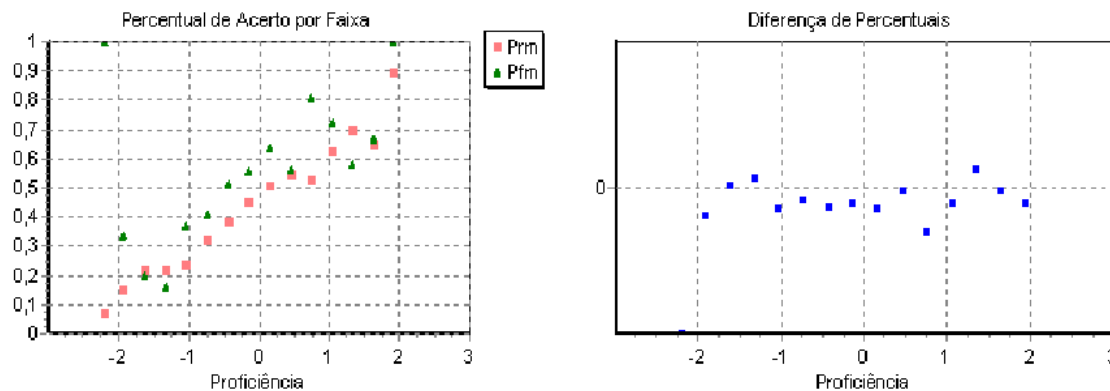 Percentual de Acerto por Faixa
1
0,9
0,8
0,7
0,6
0,5
0,4
0,3
0,2
0,1
0
-2 -1 0 1 2 3
Proficiência
Prm
Pfm
Diferença de Percentuais
0
-2 -1 0 1 2 3
Proficiência